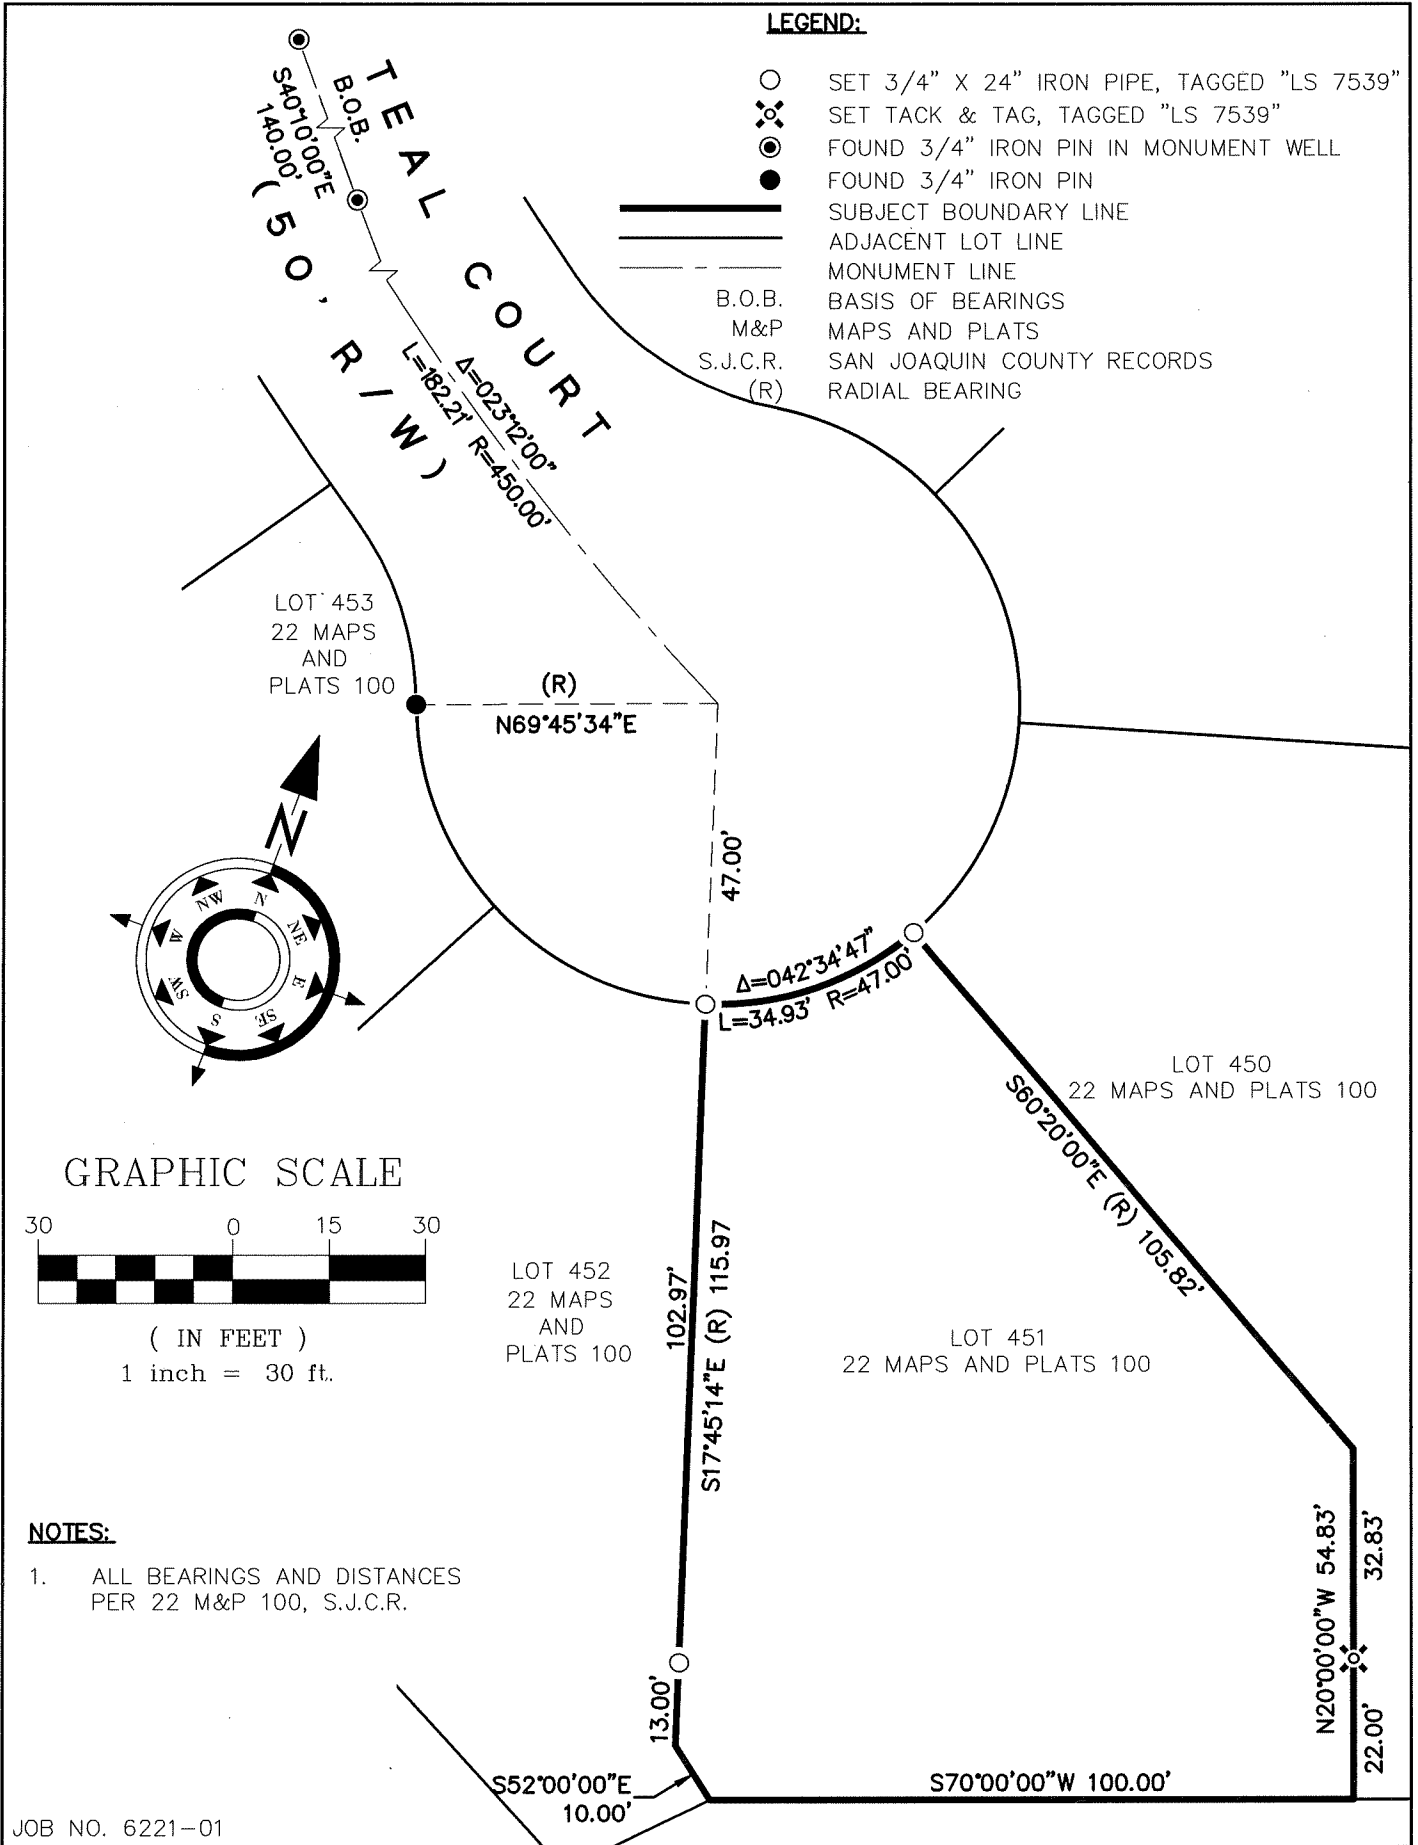 LEGEND:
SET 3/4" X 24" IRON PIPE, TAGGED "LS 7539"
SET TACK & TAG, TAGGED "LS 7539"
FOUND 3/4" IRON PIN IN MONUMENT WELL
FOUND 3/4" IRON PIN
SUBJECT BOUNDARY LINE
ADJACENT LOT LINE
MONUMENT LINE
B.O.B. BASIS OF BEARINGS
M&P MAPS AND PLATS
S.J.C.R. SAN JOAQUIN COUNTY RECORDS
(R) RADIAL BEARING
TEAL COURT
(50' R/W)
B.O.B.
S40°10'00"E
140.00'
Δ=023°12'00"
L=182.21' R=450.00'
LOT 453
22 MAPS
AND
PLATS 100
(R)
N69°45'34"E
47.00'
N
N
NE
E
SE
S
SW
W
NW
Δ=042°34'47"
L=34.93' R=47.00'
LOT 450
22 MAPS AND PLATS 100
S60°20'00"E (R) 105.82'
GRAPHIC SCALE
30 0 15 30
( IN FEET )
1 inch = 30 ft.
LOT 452
22 MAPS
AND
PLATS 100
102.97'
S17°45'14"E (R) 115.97
LOT 451
22 MAPS AND PLATS 100
N20°00'00"W 54.83'
32.83'
22.00'
NOTES:
1. ALL BEARINGS AND DISTANCES
PER 22 M&P 100, S.J.C.R.
13.00'
S52°00'00"E
10.00'
S70°00'00"W 100.00'
JOB NO. 6221-01